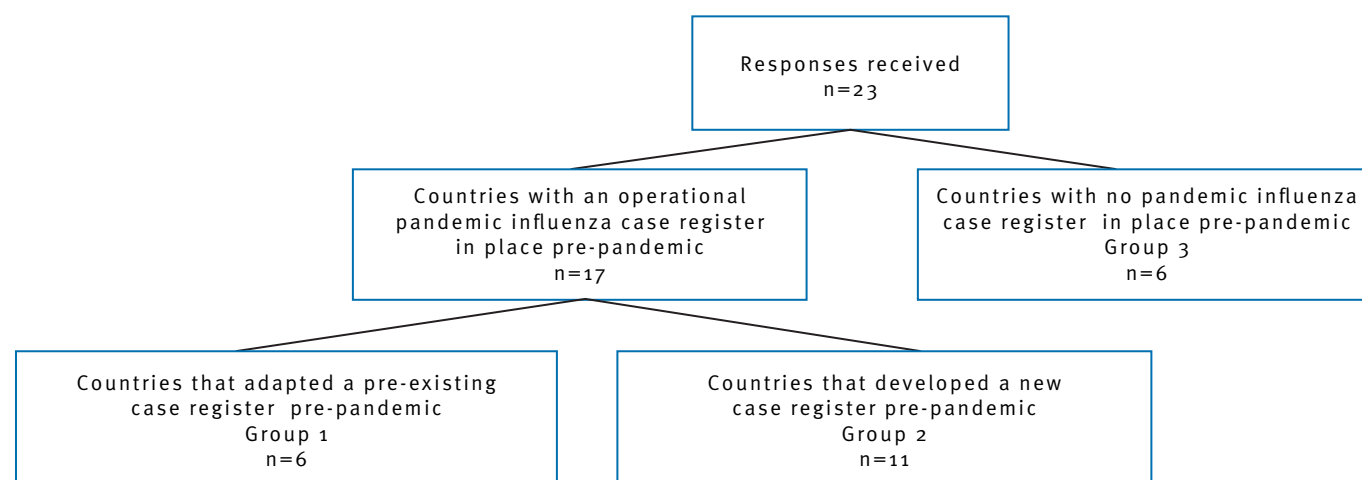 Responses received
n=23
Countries with an operational
pandemic influenza case register
in place pre-pandemic
n=17
Countries with no pandemic influenza
case register in place pre-pandemic
Group 3
n=6
Countries that adapted a pre-existing
case register pre-pandemic
Group 1
n=6
Countries that developed a new
case register pre-pandemic
Group 2
n=11